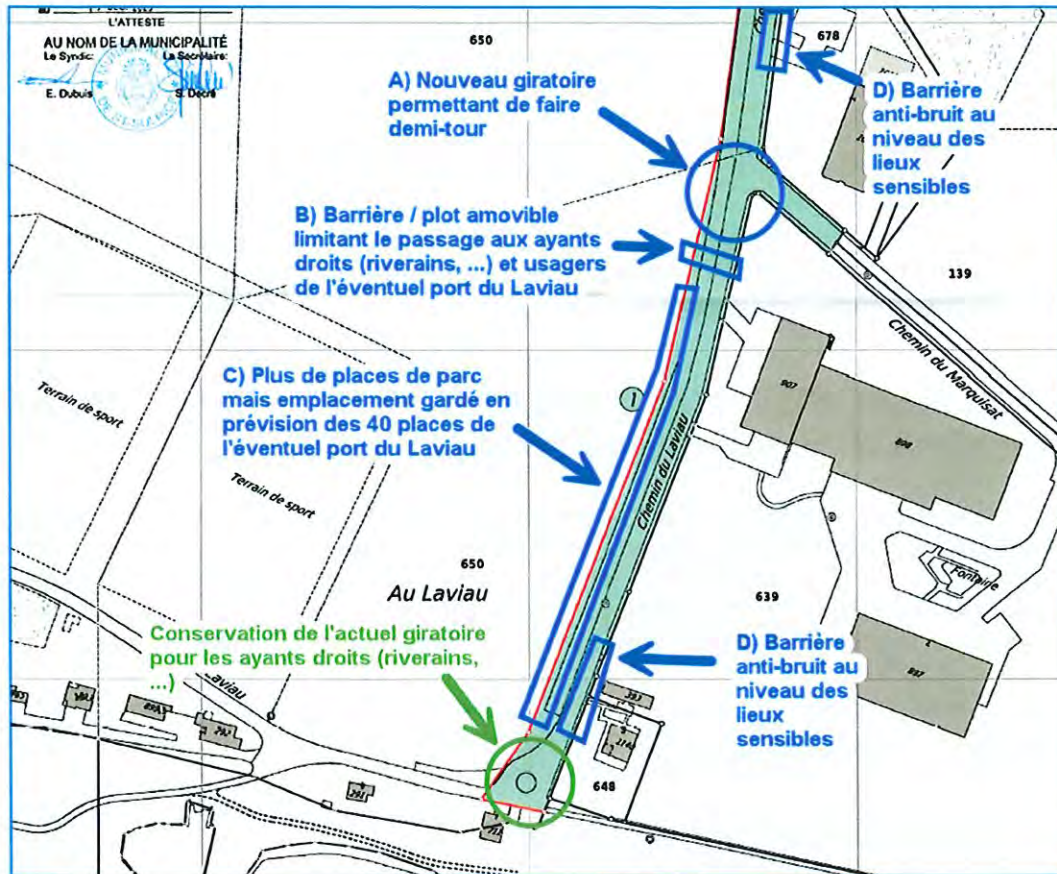 L'ATTESTE
AU NOM DE LA MUNICIPALITÉ
Le Syndic: La Secrétaire:
E. Dubuis S. Décré
650
678
A) Nouveau giratoire
permettant de faire
demi-tour
D) Barrière
anti-bruit au
niveau des
lieux
sensibles
B) Barrière / plot amovible
limitant le passage aux ayants
droits (riverains, ...) et usagers
de l'éventuel port du Laviau
139
Chemin du Marquisat
907
898
C) Plus de places de parc
mais emplacement gardé en
prévision des 40 places de
l'éventuel port du Laviau
1
Chemin du Laviau
Terrain de sport
Terrain de sport
650
Au Laviau
Fontaine
639
897
Conservation de l'actuel giratoire
pour les ayants droits (riverains,
...)
Laviau
D) Barrière
anti-bruit au
niveau des
lieux
sensibles
648